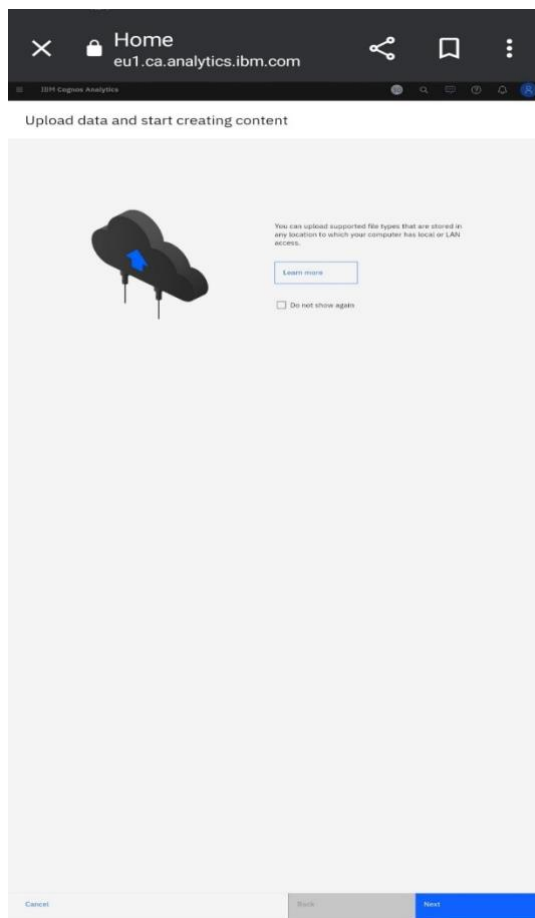 Home
eu1.ca.analytics.ibm.com
IBM Cognos Analytics
Upload data and start creating content
You can upload supported file types that are stored in
any location to which your computer has local or LAN
access.
Learn more
Do not show again
Cancel
Back
Next